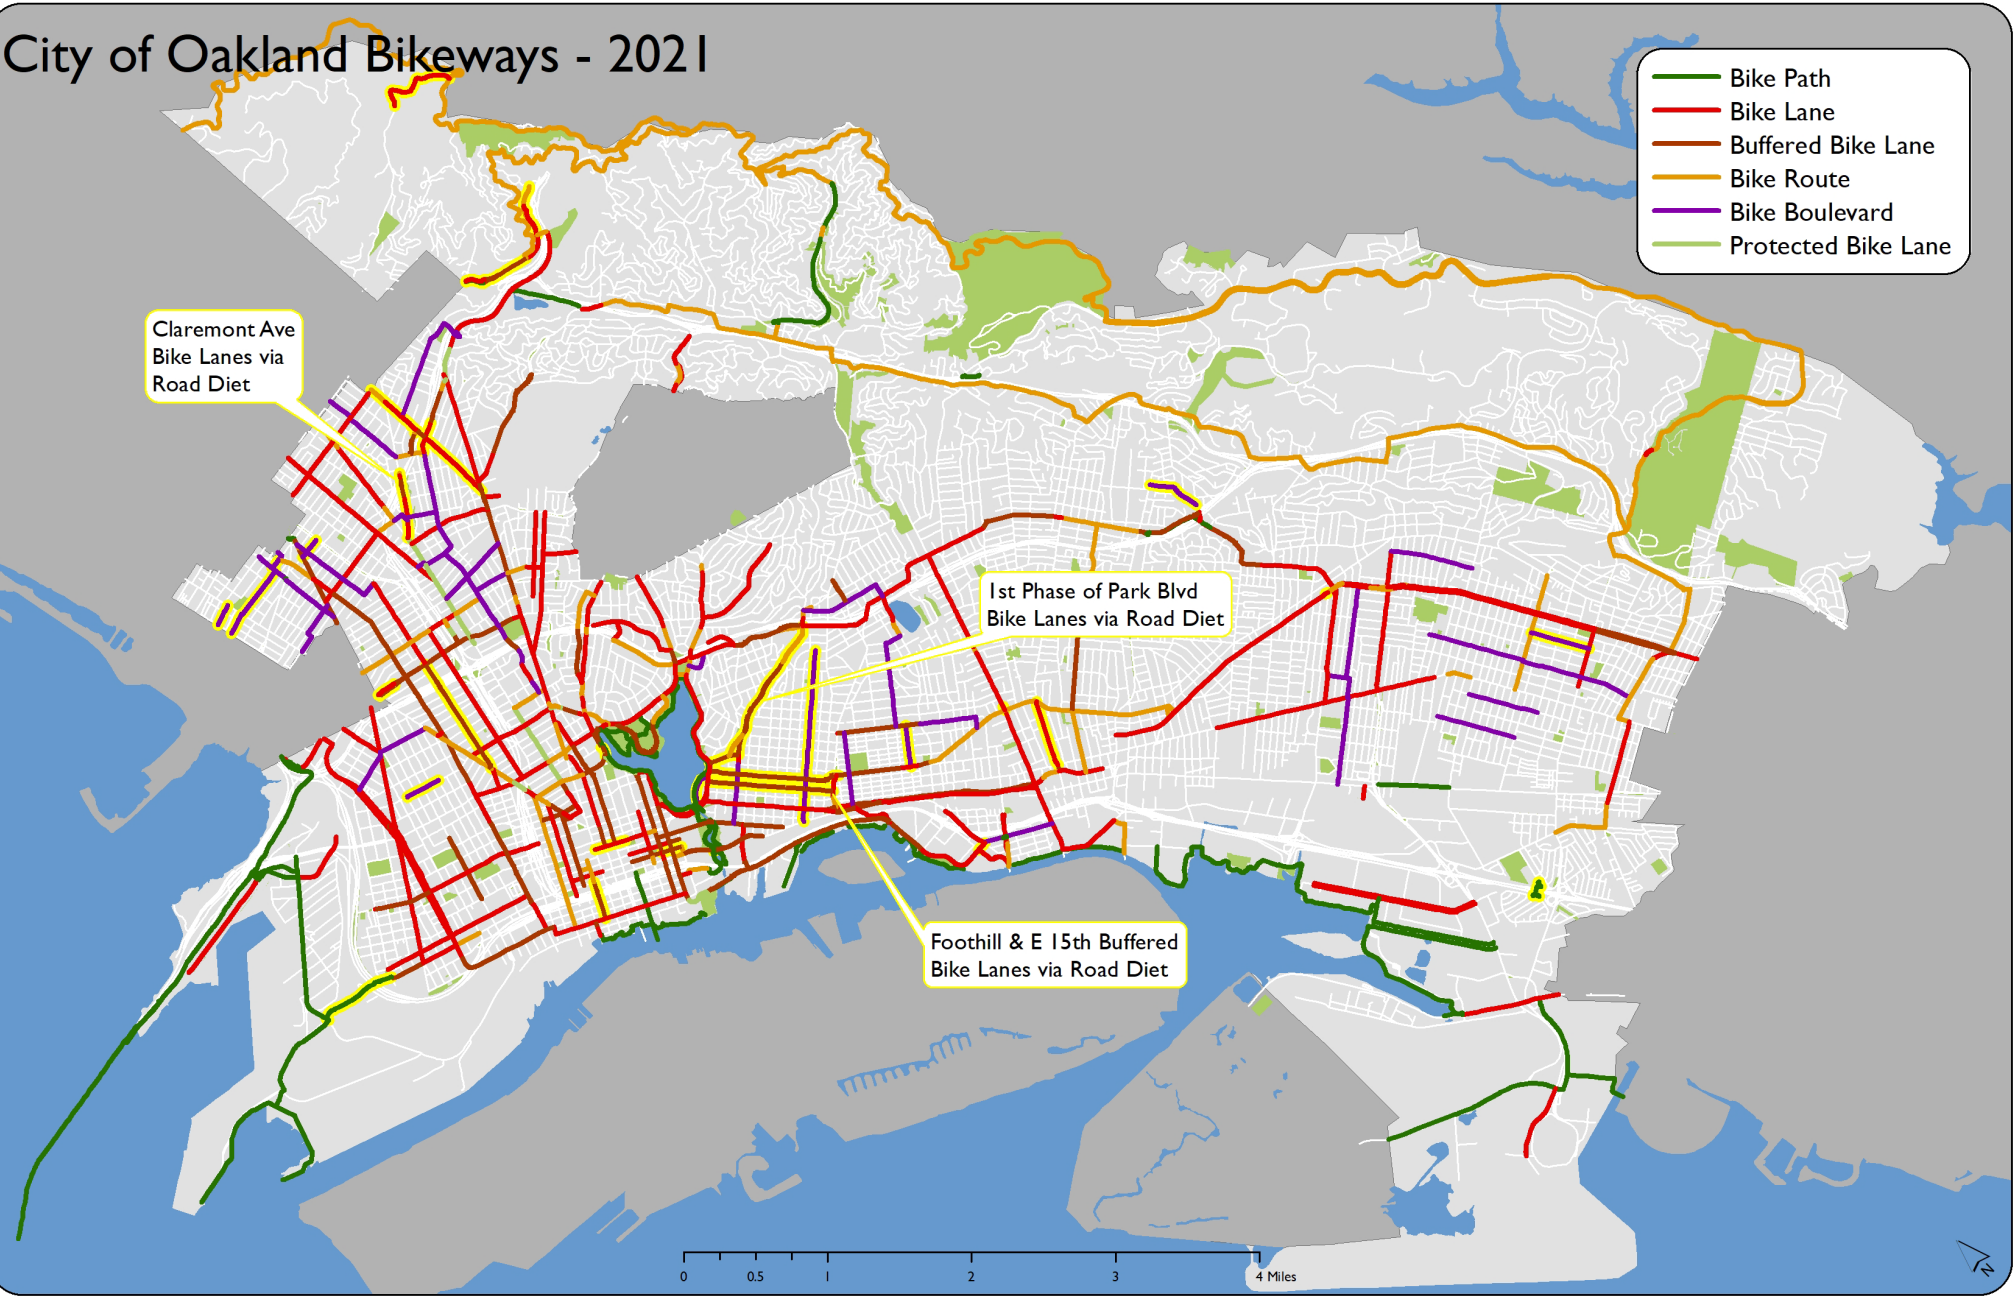 City of Oakland Bikeways - 2021
Bike Path
Bike Lane
Buffered Bike Lane
Bike Route
Bike Boulevard
Protected Bike Lane
Claremont Ave
Bike Lanes via
Road Diet
1st Phase of Park Blvd
Bike Lanes via Road Diet
Foothill & E 15th Buffered
Bike Lanes via Road Diet
0 0.5 1 2 3 4 Miles
N